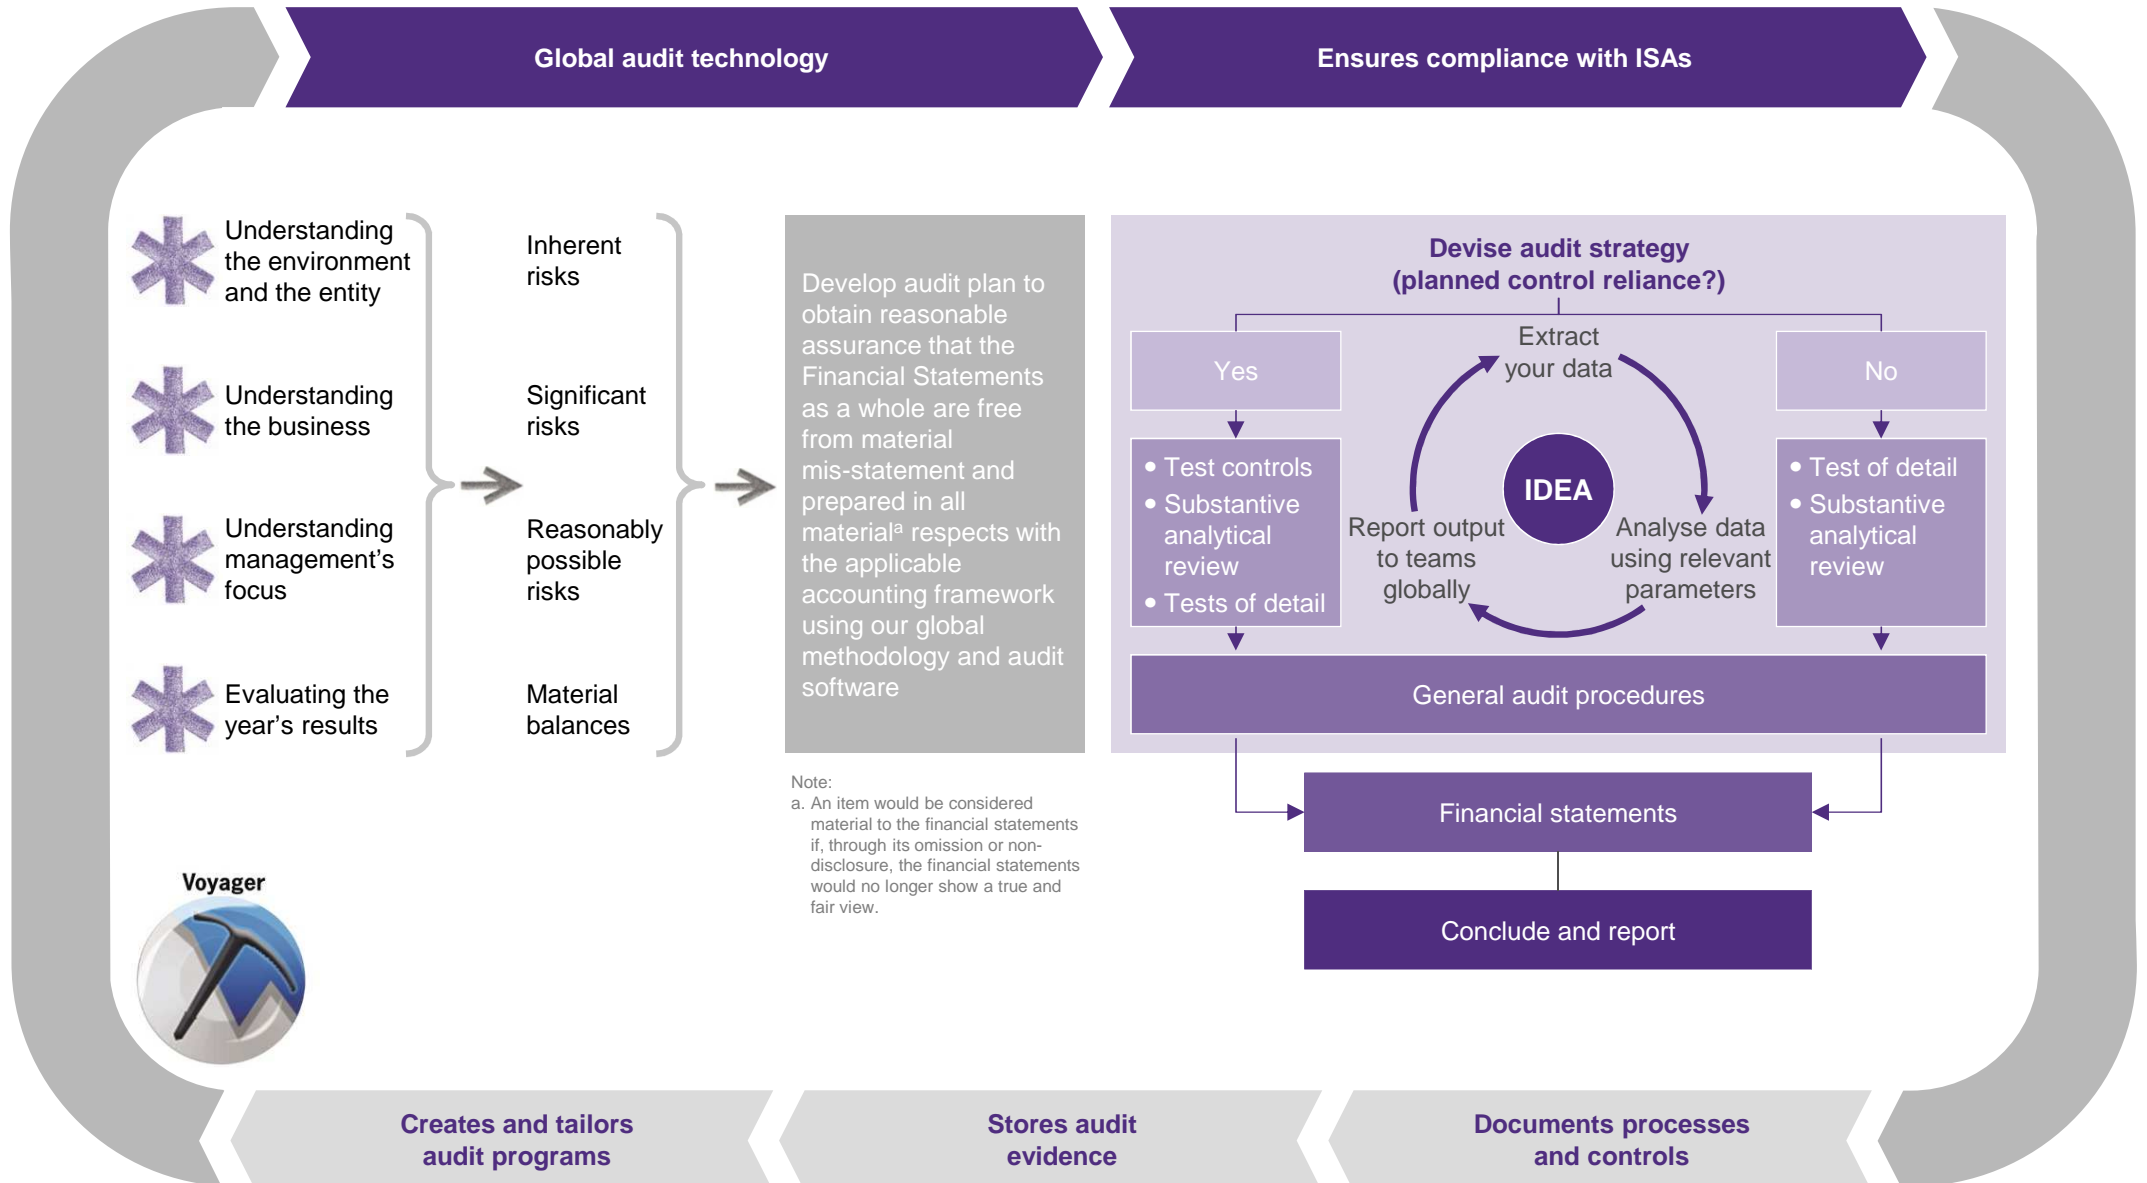 Global audit technology
Ensures compliance with ISAs
Understanding
the environment
and the entity
Understanding
the business
Understanding
management’s
focus
Evaluating the
year’s results
Inherent
risks
Significant
risks
Reasonably
possible
risks
Material
balances
Develop audit plan to
obtain reasonable
assurance that the
Financial Statements
as a whole are free
from material
mis-statement and
prepared in all
materialᵃ respects with
the applicable
accounting framework
using our global
methodology and audit
software
Note:
a. An item would be considered
material to the financial statements
if, through its omission or non-
disclosure, the financial statements
would no longer show a true and
fair view.
Devise audit strategy
(planned control reliance?)
Yes
• Test controls
• Substantive
analytical
review
• Tests of detail
Extract
your data
IDEA
Analyse data
using relevant
parameters
Report output
to teams
globally
No
• Test of detail
• Substantive
analytical
review
General audit procedures
Financial statements
Conclude and report
Voyager
Creates and tailors
audit programs
Stores audit
evidence
Documents processes
and controls